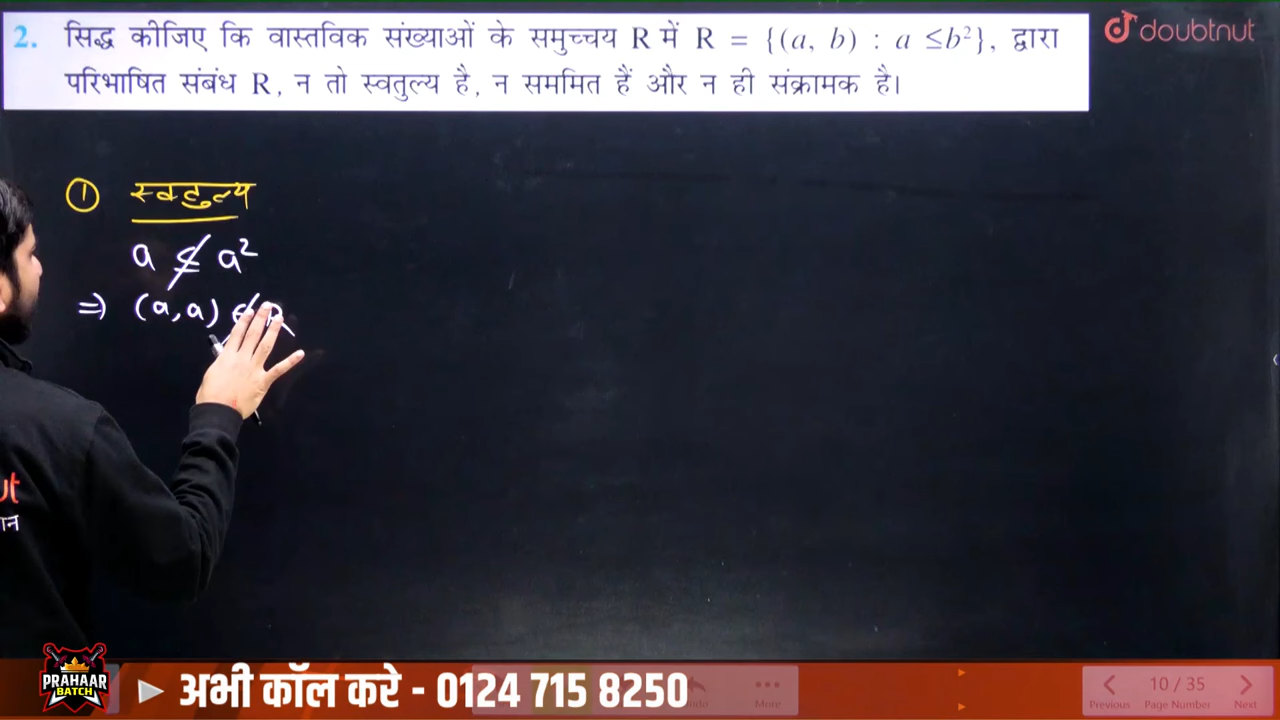 2. सिद्ध कीजिए कि वास्तविक संख्याओं के समुच्चय R में R = {(a, b) : a ≤b²}, द्वारा
परिभाषित संबंध R, न तो स्वतुल्य है, न सममित हैं और न ही संक्रामक है।
doubtnut
① स्वतुल्य
a ≰ a²
⇒ (a,a) ∉ R
ut
ान
PRAHAAR
BATCH
अभी कॉल करे - 0124 715 8250
More
Previous
10 / 35
Page Number
Next